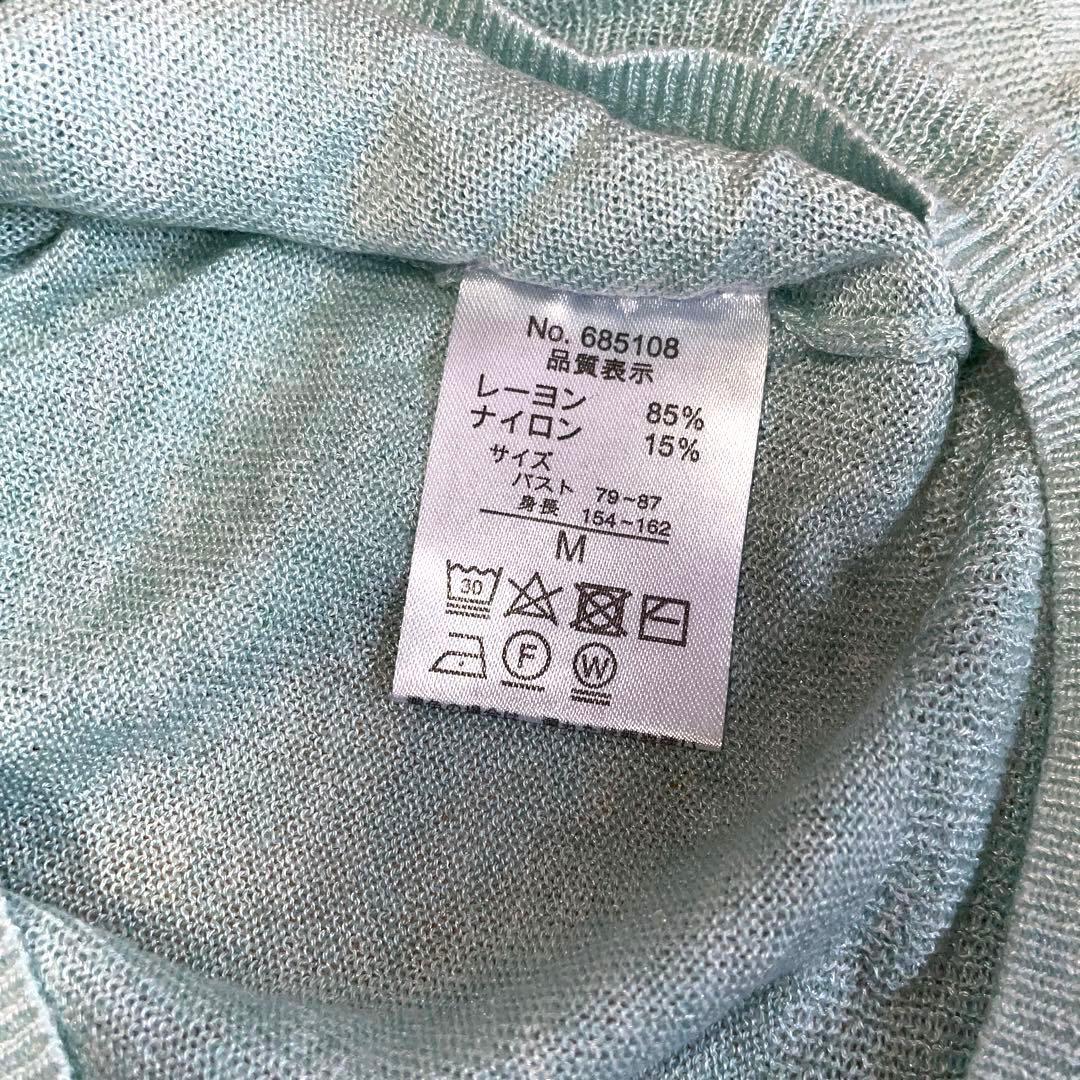 No. 685108
品質表示
レーヨン 85%
ナイロン 15%
サイズ
バスト 79~87
身長 154~162
M
30
F W